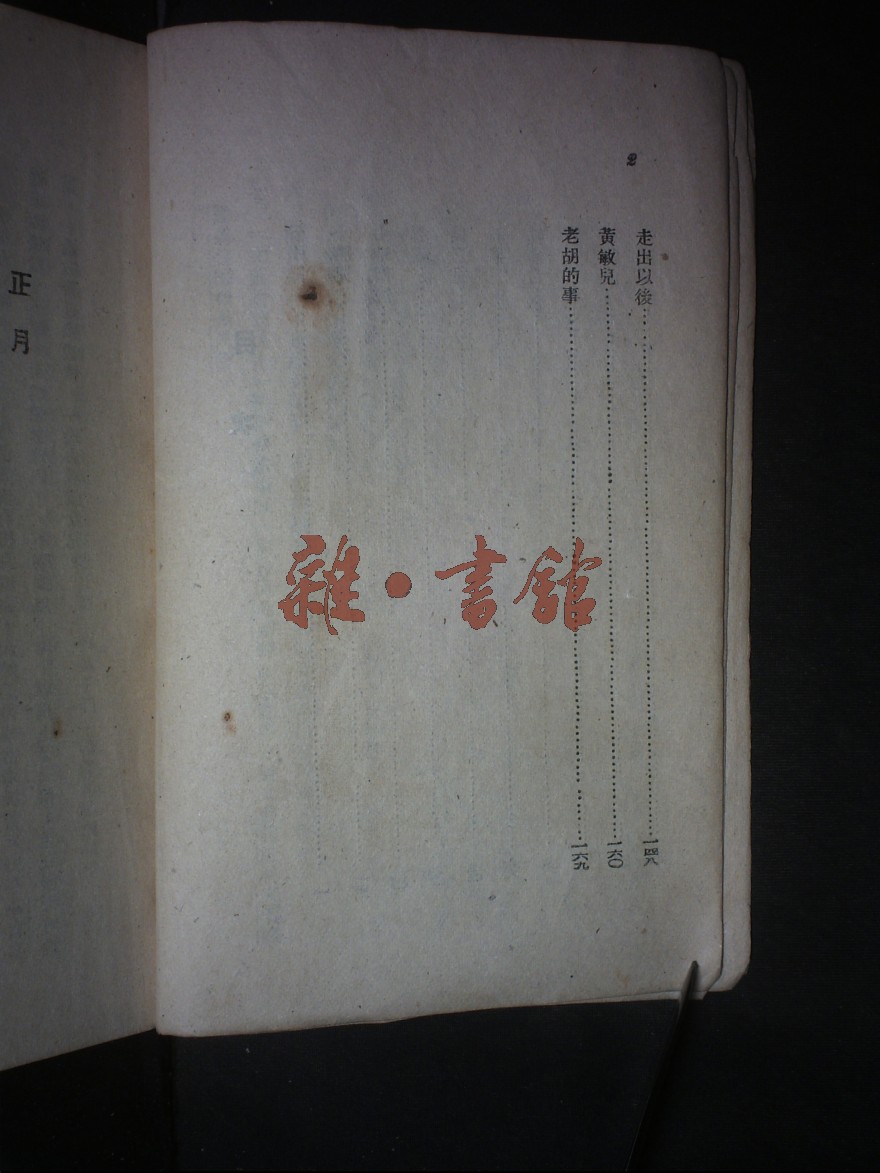 2
走出以後⋯⋯⋯⋯⋯⋯⋯⋯一四八
黃敏兒⋯⋯⋯⋯⋯⋯⋯⋯一六〇
老胡的事⋯⋯⋯⋯⋯⋯⋯⋯一六九
正月
雜·書館